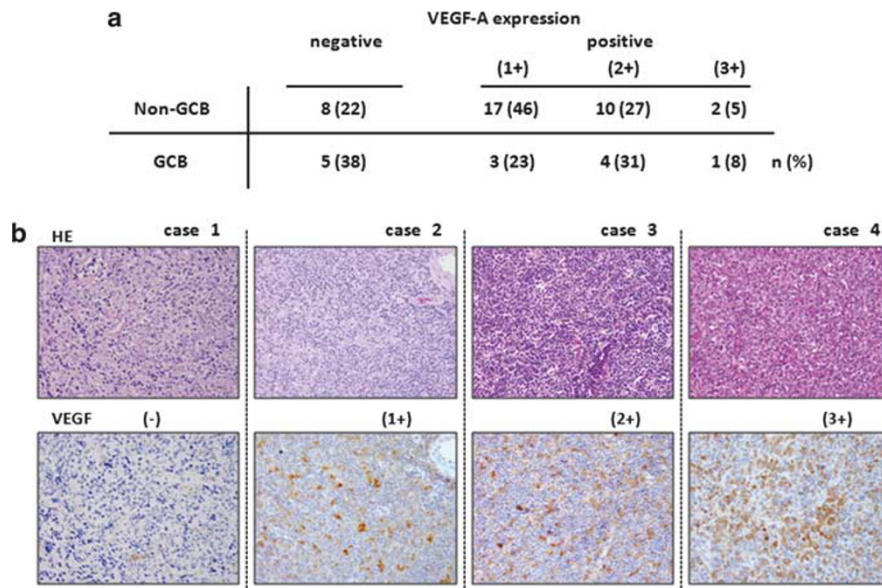 a
VEGF-A expression
negative positive
(1+) (2+) (3+)
Non-GCB 8 (22) 17 (46) 10 (27) 2 (5)
GCB 5 (38) 3 (23) 4 (31) 1 (8) n (%)
b
HE case 1 case 2 case 3 case 4
VEGF (-) (1+) (2+) (3+)